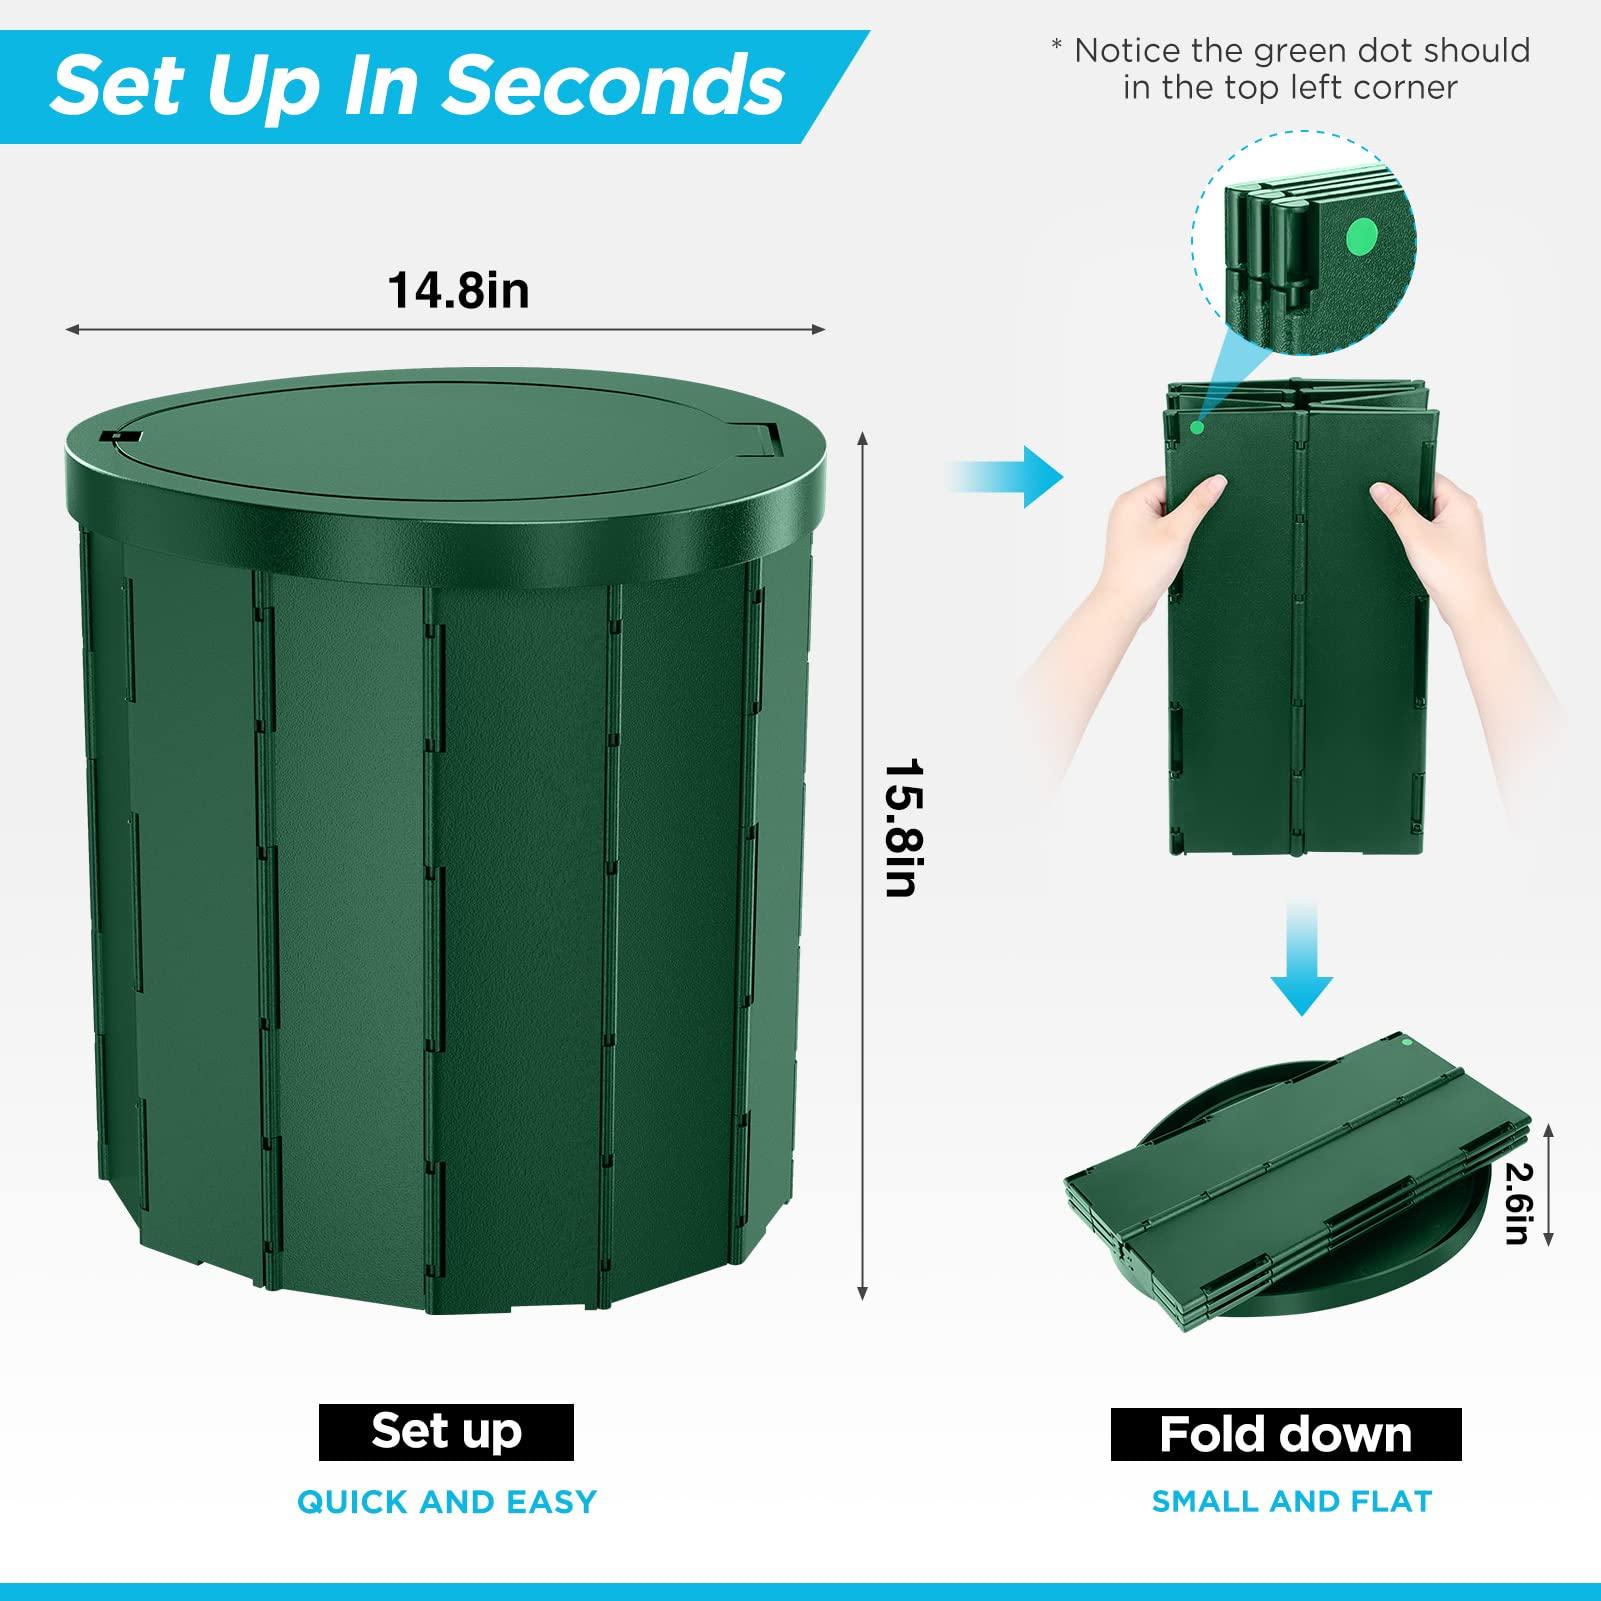 Set Up In Seconds
* Notice the green dot should
in the top left corner
14.8in
15.8in
2.6in
Set up
QUICK AND EASY
Fold down
SMALL AND FLAT